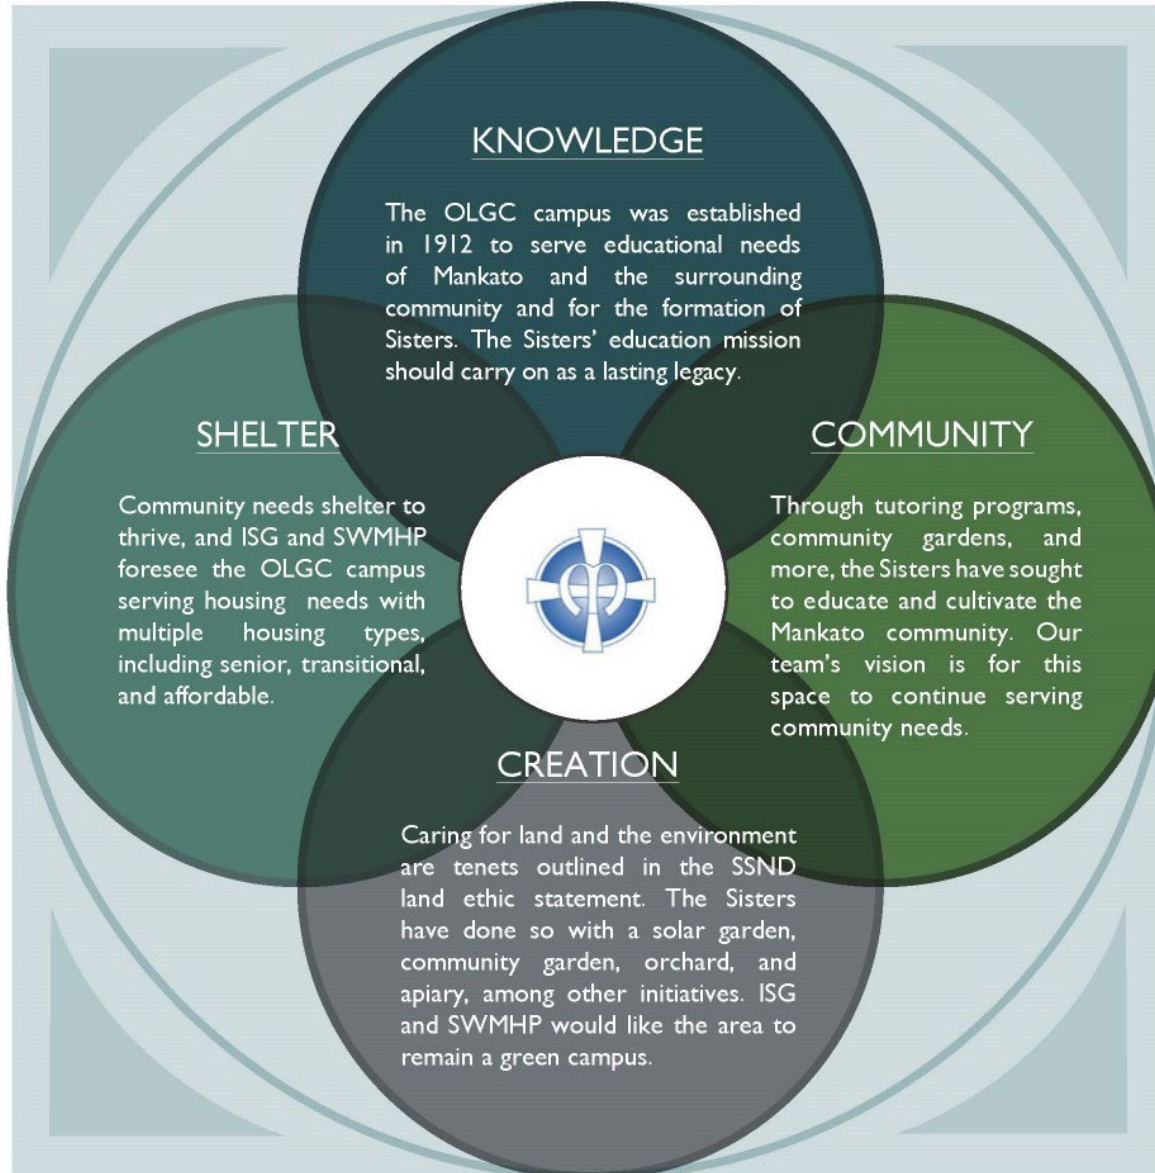 KNOWLEDGE
The OLGC campus was established
in 1912 to serve educational needs
of Mankato and the surrounding
community and for the formation of
Sisters. The Sisters’ education mission
should carry on as a lasting legacy.
SHELTER
Community needs shelter to
thrive, and ISG and SWMHP
foresee the OLGC campus
serving housing needs with
multiple housing types,
including senior, transitional,
and affordable.
COMMUNITY
Through tutoring programs,
community gardens, and
more, the Sisters have sought
to educate and cultivate the
Mankato community. Our
team’s vision is for this
space to continue serving
community needs.
CREATION
Caring for land and the environment
are tenets outlined in the SSND
land ethic statement. The Sisters
have done so with a solar garden,
community garden, orchard, and
apiary, among other initiatives. ISG
and SWMHP would like the area to
remain a green campus.